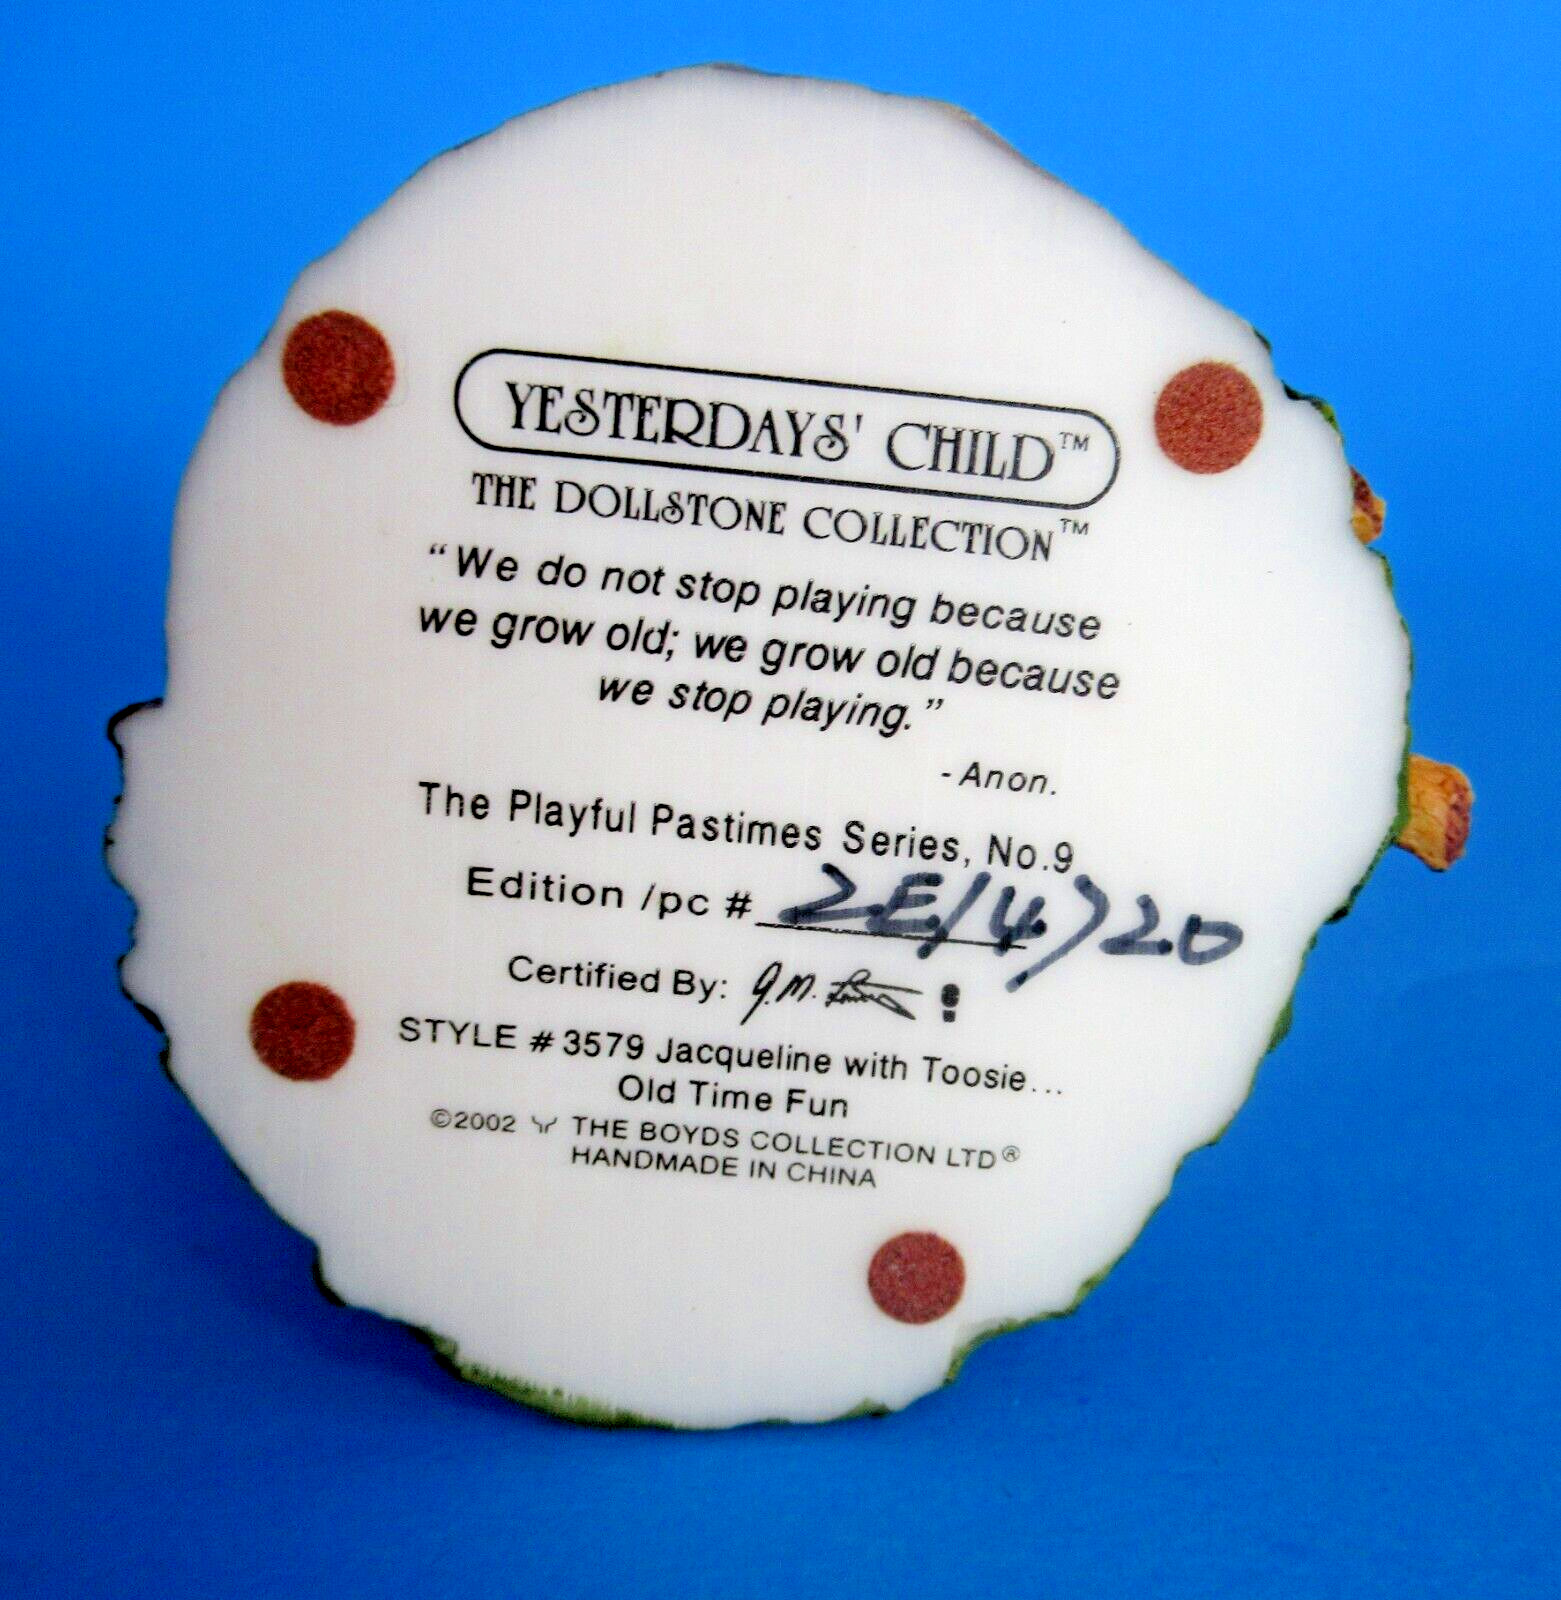 YESTERDAYS' CHILD™
THE DOLLSTONE COLLECTION™
"We do not stop playing because
we grow old; we grow old because
we stop playing."
- Anon.
The Playful Pastimes Series, No.9
Edition /pc # 2E/4720
Certified By: G.M. !
STYLE # 3579 Jacqueline with Toosie...
Old Time Fun
©2002 THE BOYDS COLLECTION LTD®
HANDMADE IN CHINA